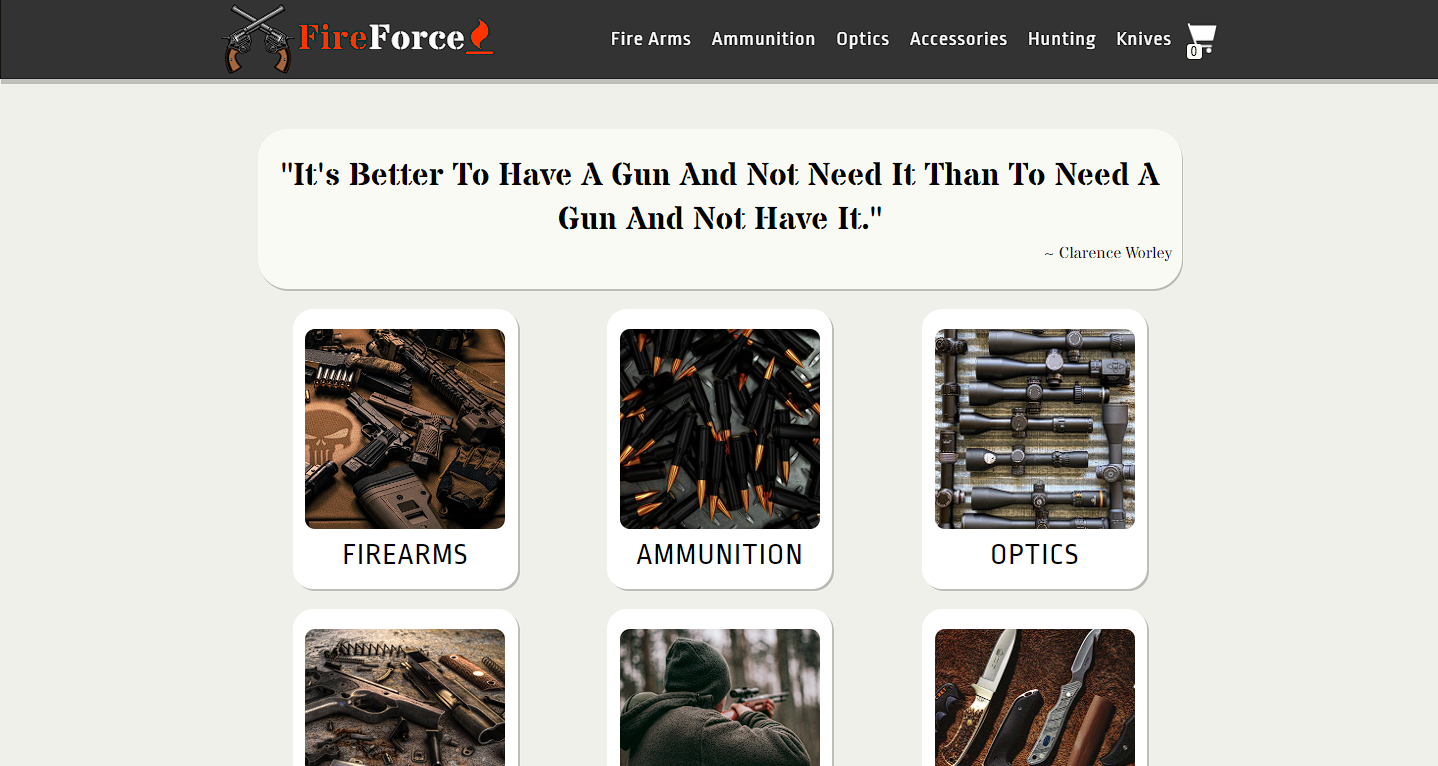 FireForce
Fire Arms Ammunition Optics Accessories Hunting Knives
0
"It's Better To Have A Gun And Not Need It Than To Need A
Gun And Not Have It."
~ Clarence Worley
FIREARMS
AMMUNITION
OPTICS